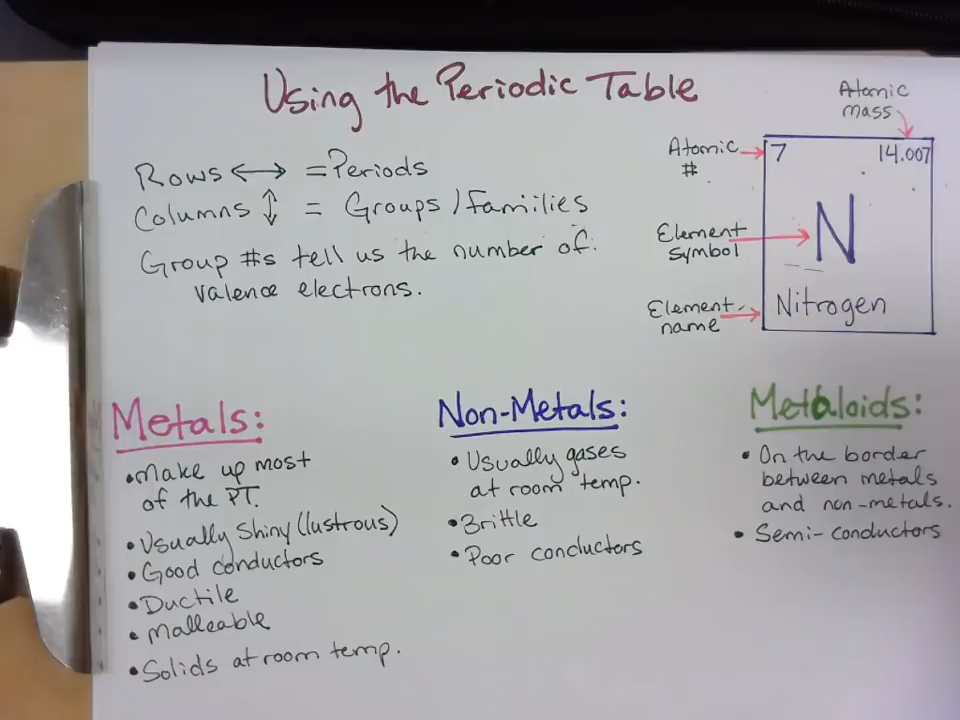 Using the Periodic Table
Rows ↔ = Periods
Columns ↕ = Groups / Families
Group #s tell us the number of
valence electrons.
Atomic
mass
Atomic
#
7 14.007
Element
symbol
N
Element
name
Nitrogen
Metals:
• Make up most
of the PT.
• Usually Shiny (lustrous)
• Good conductors
• Ductile
• Malleable
• Solids at room temp.
Non-Metals:
• Usually gases
at room temp.
• Brittle
• Poor conductors
Metaloids:
• On the border
between metals
and non-metals.
• Semi-conductors